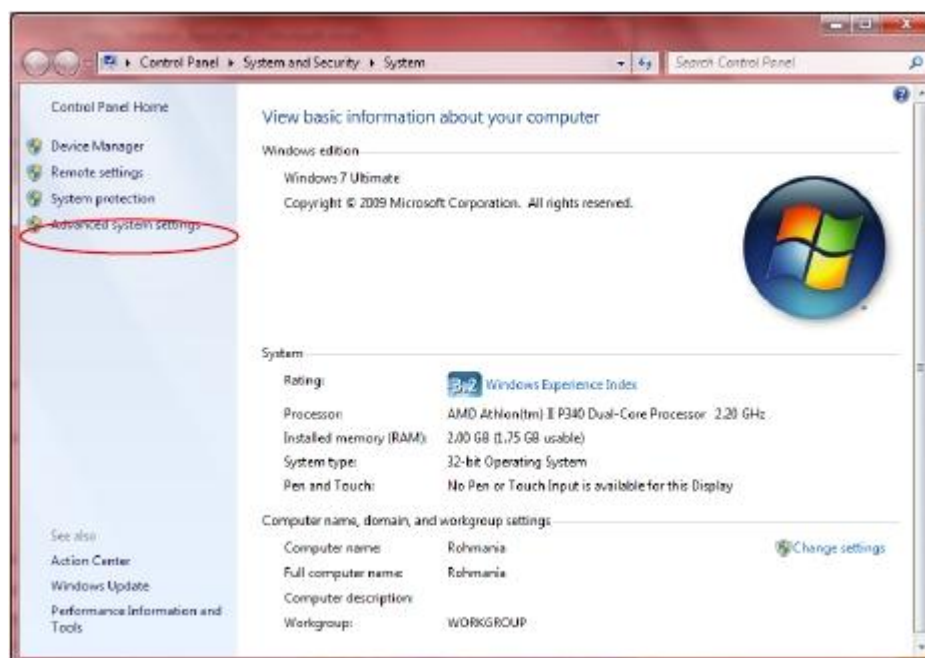 Control Panel System and Security System
Search Control Panel
Control Panel Home
Device Manager
Remote settings
System protection
Advanced system settings
See also
Action Center
Windows Update
Performance Information and
Tools
View basic information about your computer
Windows edition
Windows 7 Ultimate
Copyright © 2009 Microsoft Corporation. All rights reserved.
System
Rating: 3,2 Windows Experience Index
Processor: AMD Athlon(tm) II P340 Dual-Core Processor 2.20 GHz
Installed memory (RAM): 2.00 GB (1.75 GB usable)
System type: 32-bit Operating System
Pen and Touch: No Pen or Touch Input is available for this Display
Computer name, domain, and workgroup settings
Computer name: Rohmania Change settings
Full computer name: Rohmania
Computer description:
Workgroup: WORKGROUP